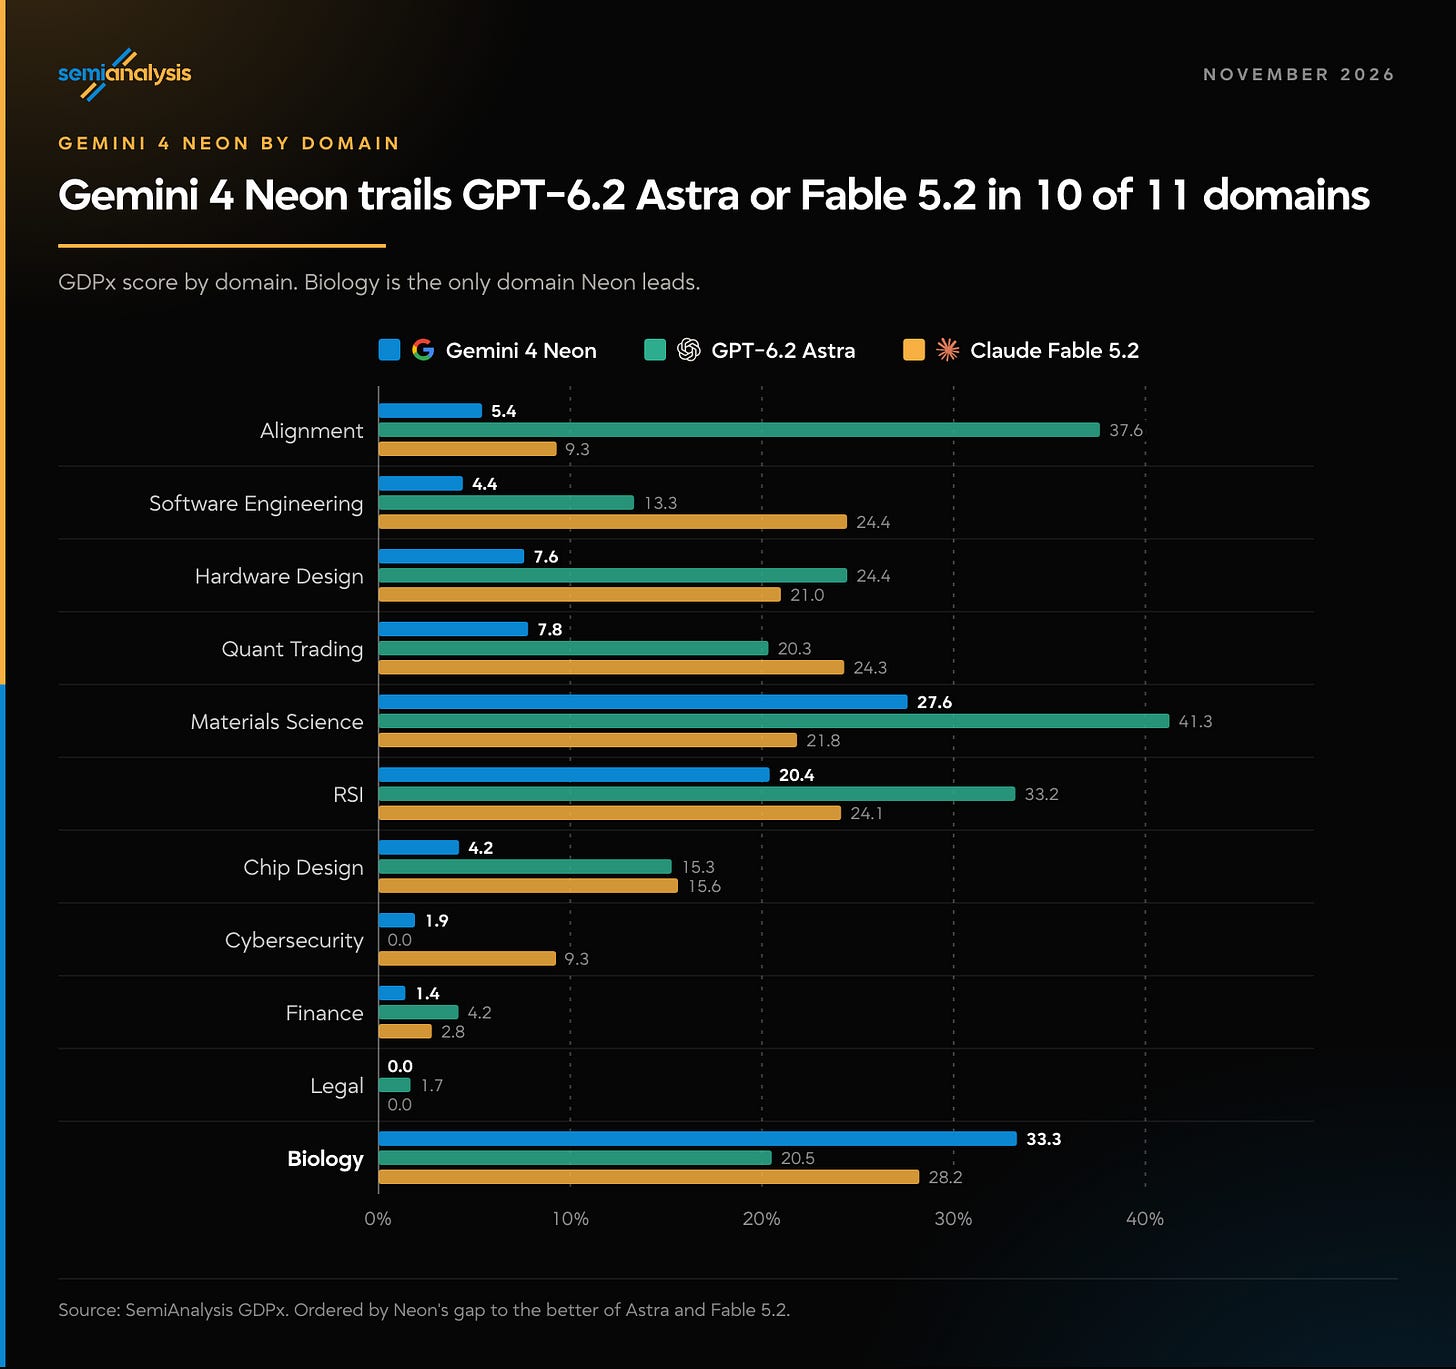 semianalysis
NOVEMBER 2026
GEMINI 4 NEON BY DOMAIN
Gemini 4 Neon trails GPT-6.2 Astra or Fable 5.2 in 10 of 11 domains
GDPx score by domain. Biology is the only domain Neon leads.
Gemini 4 Neon GPT-6.2 Astra Claude Fable 5.2
Alignment
5.4
37.6
9.3
Software Engineering
4.4
13.3
24.4
Hardware Design
7.6
24.4
21.0
Quant Trading
7.8
20.3
24.3
Materials Science
27.6
41.3
21.8
RSI
20.4
33.2
24.1
Chip Design
4.2
15.3
15.6
Cybersecurity
1.9
0.0
9.3
Finance
1.4
4.2
2.8
Legal
0.0
1.7
0.0
Biology
33.3
20.5
28.2
0% 10% 20% 30% 40%
Source: SemiAnalysis GDPx. Ordered by Neon's gap to the better of Astra and Fable 5.2.